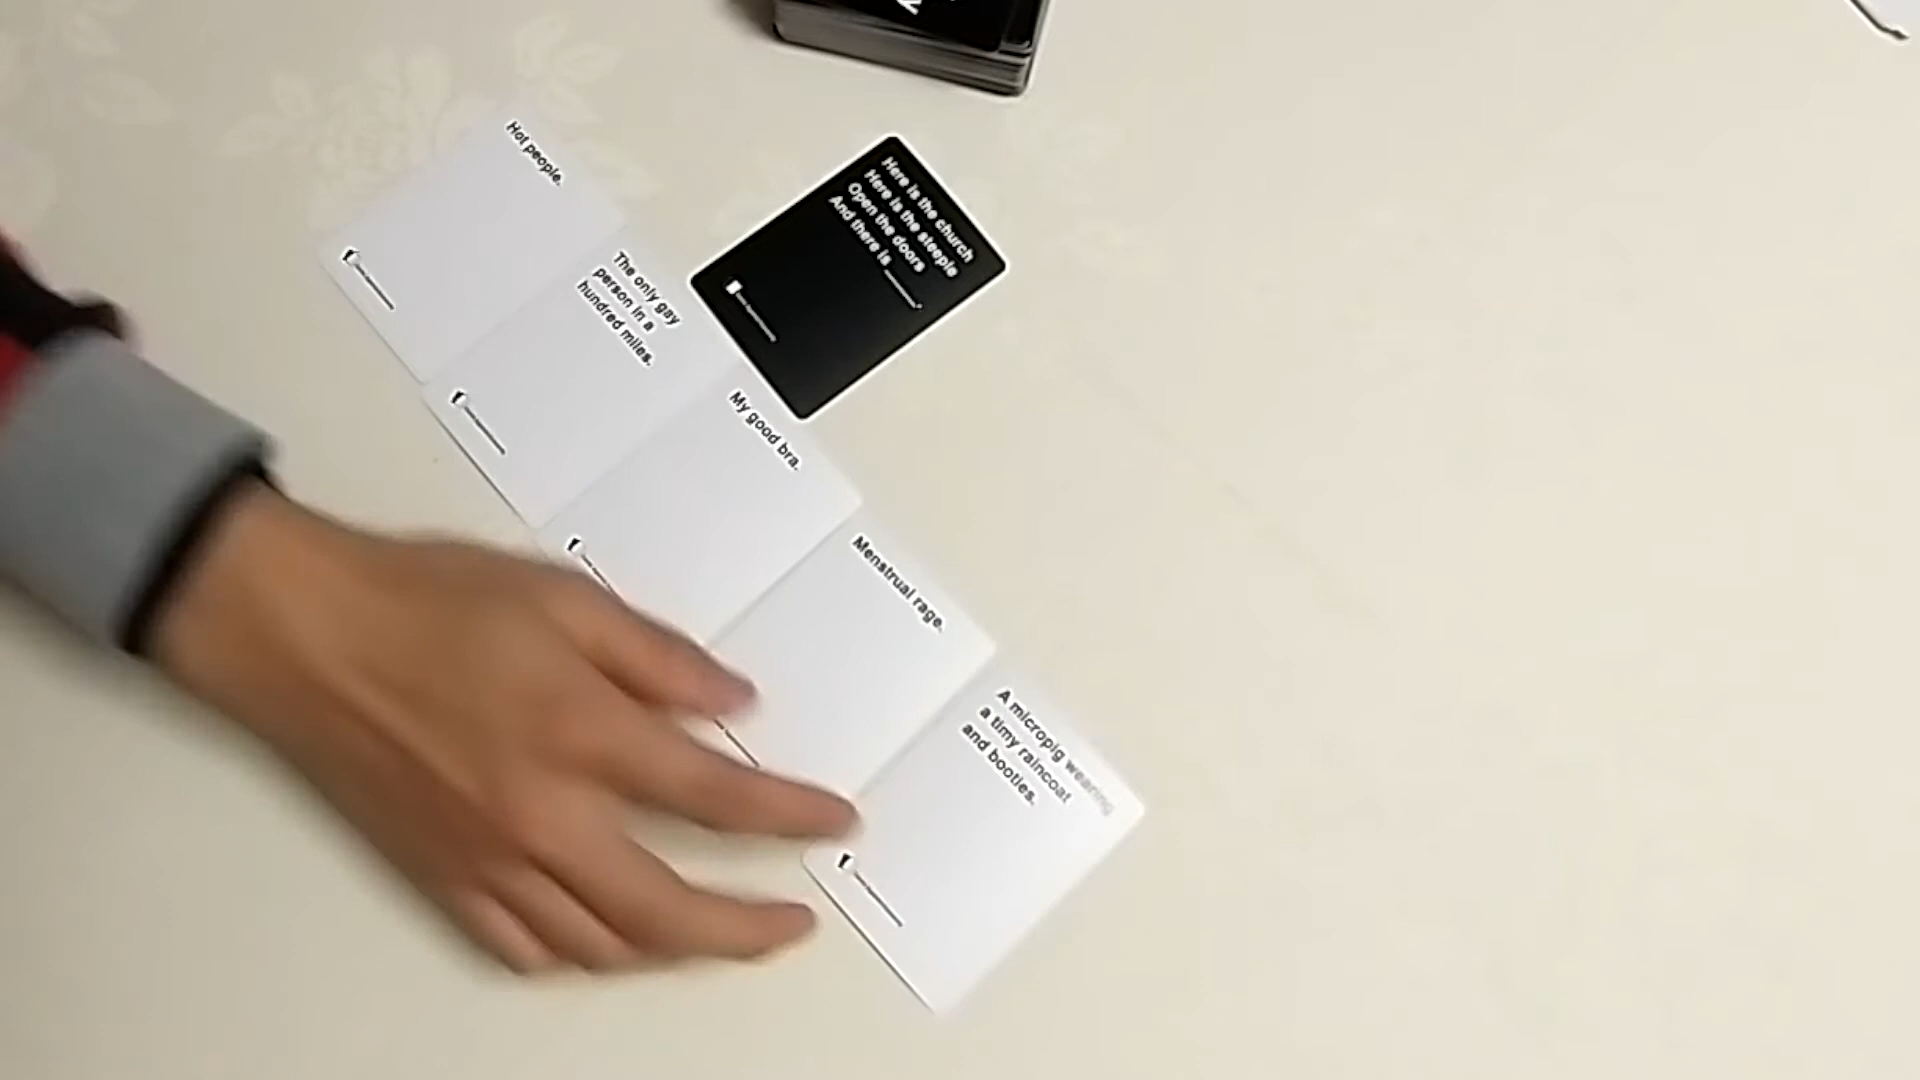 Hot people.
The only gay
person in a
hundred miles.
Here is the church
Here is the steeple
Open the doors
And there is ______.
My good bra.
Menstrual rage.
A micropig wearing
a tiny raincoat
and booties.